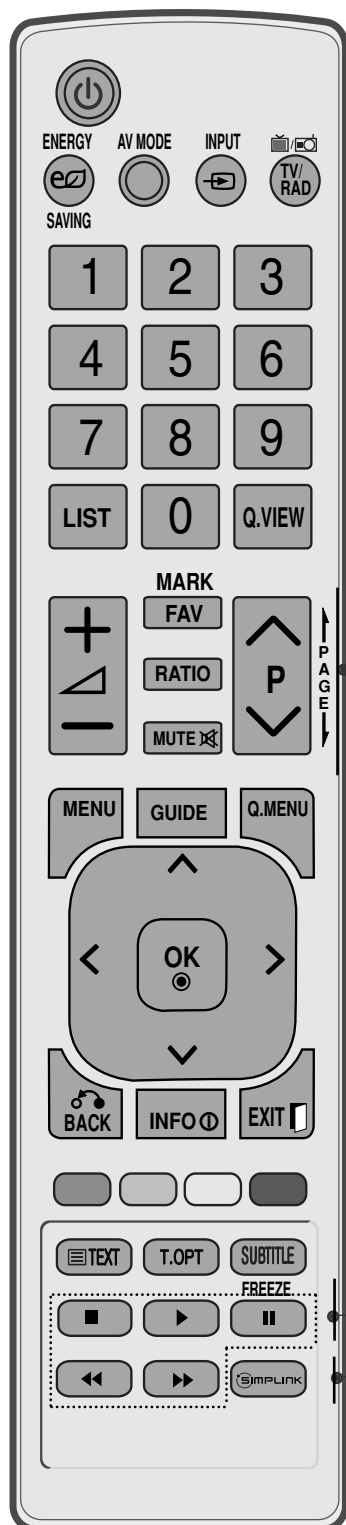 ENERGY AV MODE INPUT
TV/
RAD
SAVING
1 2 3
4 5 6
7 8 9
LIST 0 Q.VIEW
MARK
FAV
RATIO P
MUTE
PAGE
MENU GUIDE Q.MENU
OK
BACK INFO EXIT
TEXT T.OPT SUBTITLE
FREEZE
SIMPLINK